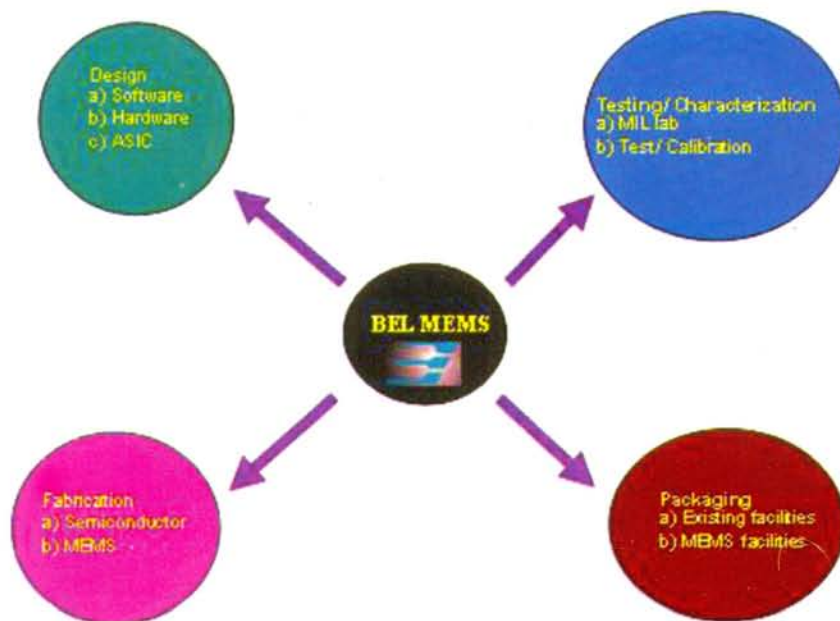 Design
a) Software
b) Hardware
c) ASIC
Testing/ Characterization
a) MIL lab
b) Test/ Calibration
BEL MEMS
Fabrication
a) Semiconductor
b) MEMS
Packaging
a) Existing facilities
b) MEMS facilities